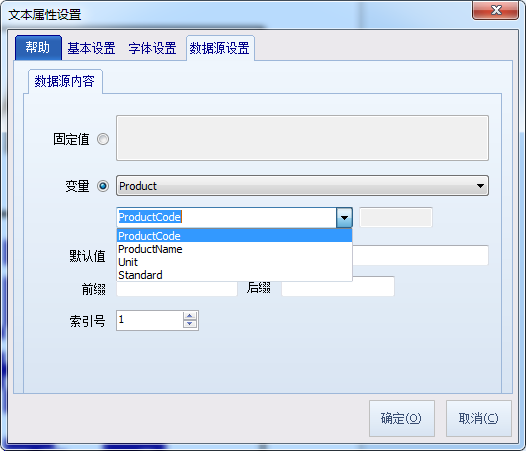 文本属性设置
帮助 基本设置 字体设置 数据源设置
数据源内容
固定值
变量 Product
ProductCode
ProductCode
ProductName
Unit
Standard
默认值
前缀 后缀
索引号 1
确定(O) 取消(C)